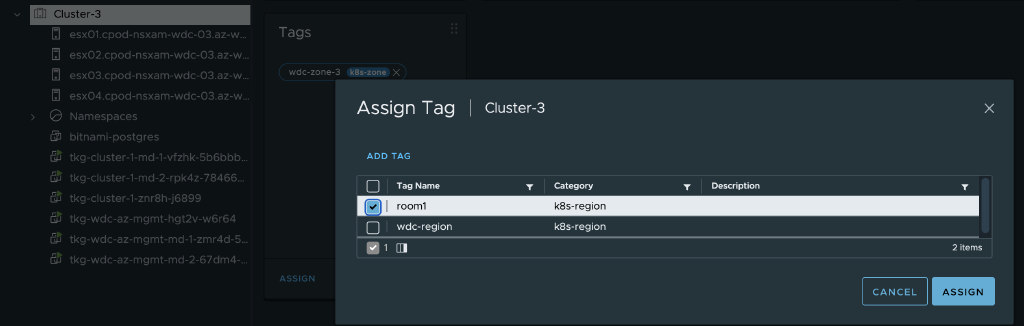 Cluster-3
esx01.cpod-nsxam-wdc-03.az-w...
esx02.cpod-nsxam-wdc-03.az-w...
esx03.cpod-nsxam-wdc-03.az-w...
esx04.cpod-nsxam-wdc-03.az-w...
Namespaces
bitnami-postgres
tkg-cluster-1-md-1-vfzhk-5b6bbb...
tkg-cluster-1-md-2-rpk4z-78466...
tkg-cluster-1-znr8h-j6899
tkg-wdc-az-mgmt-hgt2v-w6r64
tkg-wdc-az-mgmt-md-1-zmr4d-5...
tkg-wdc-az-mgmt-md-2-67dm4-...
Tags
wdc-zone-3 k8s-zone
ASSIGN
Assign Tag Cluster-3
ADD TAG
Tag Name Category Description
room1 k8s-region
wdc-region k8s-region
1 2 items
CANCEL ASSIGN